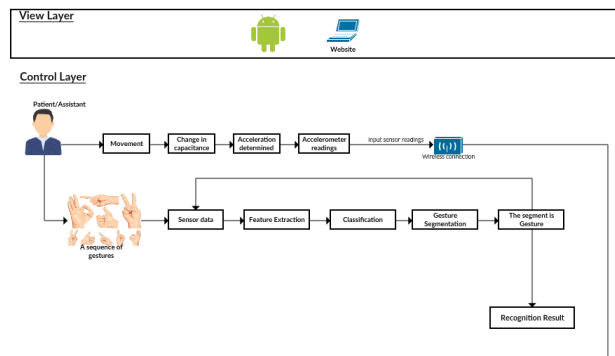 View Layer
Website
Control Layer
Patient/Assistant
Movement
Change in
capacitance
Acceleration
determined
Accelerometer
readings
Input sensor readings
((ı))
Wireless connection
A sequence of
gestures
Sensor data
Feature Extraction
Classification
Gesture
Segmentation
The segment is
Gesture
Recognition Result